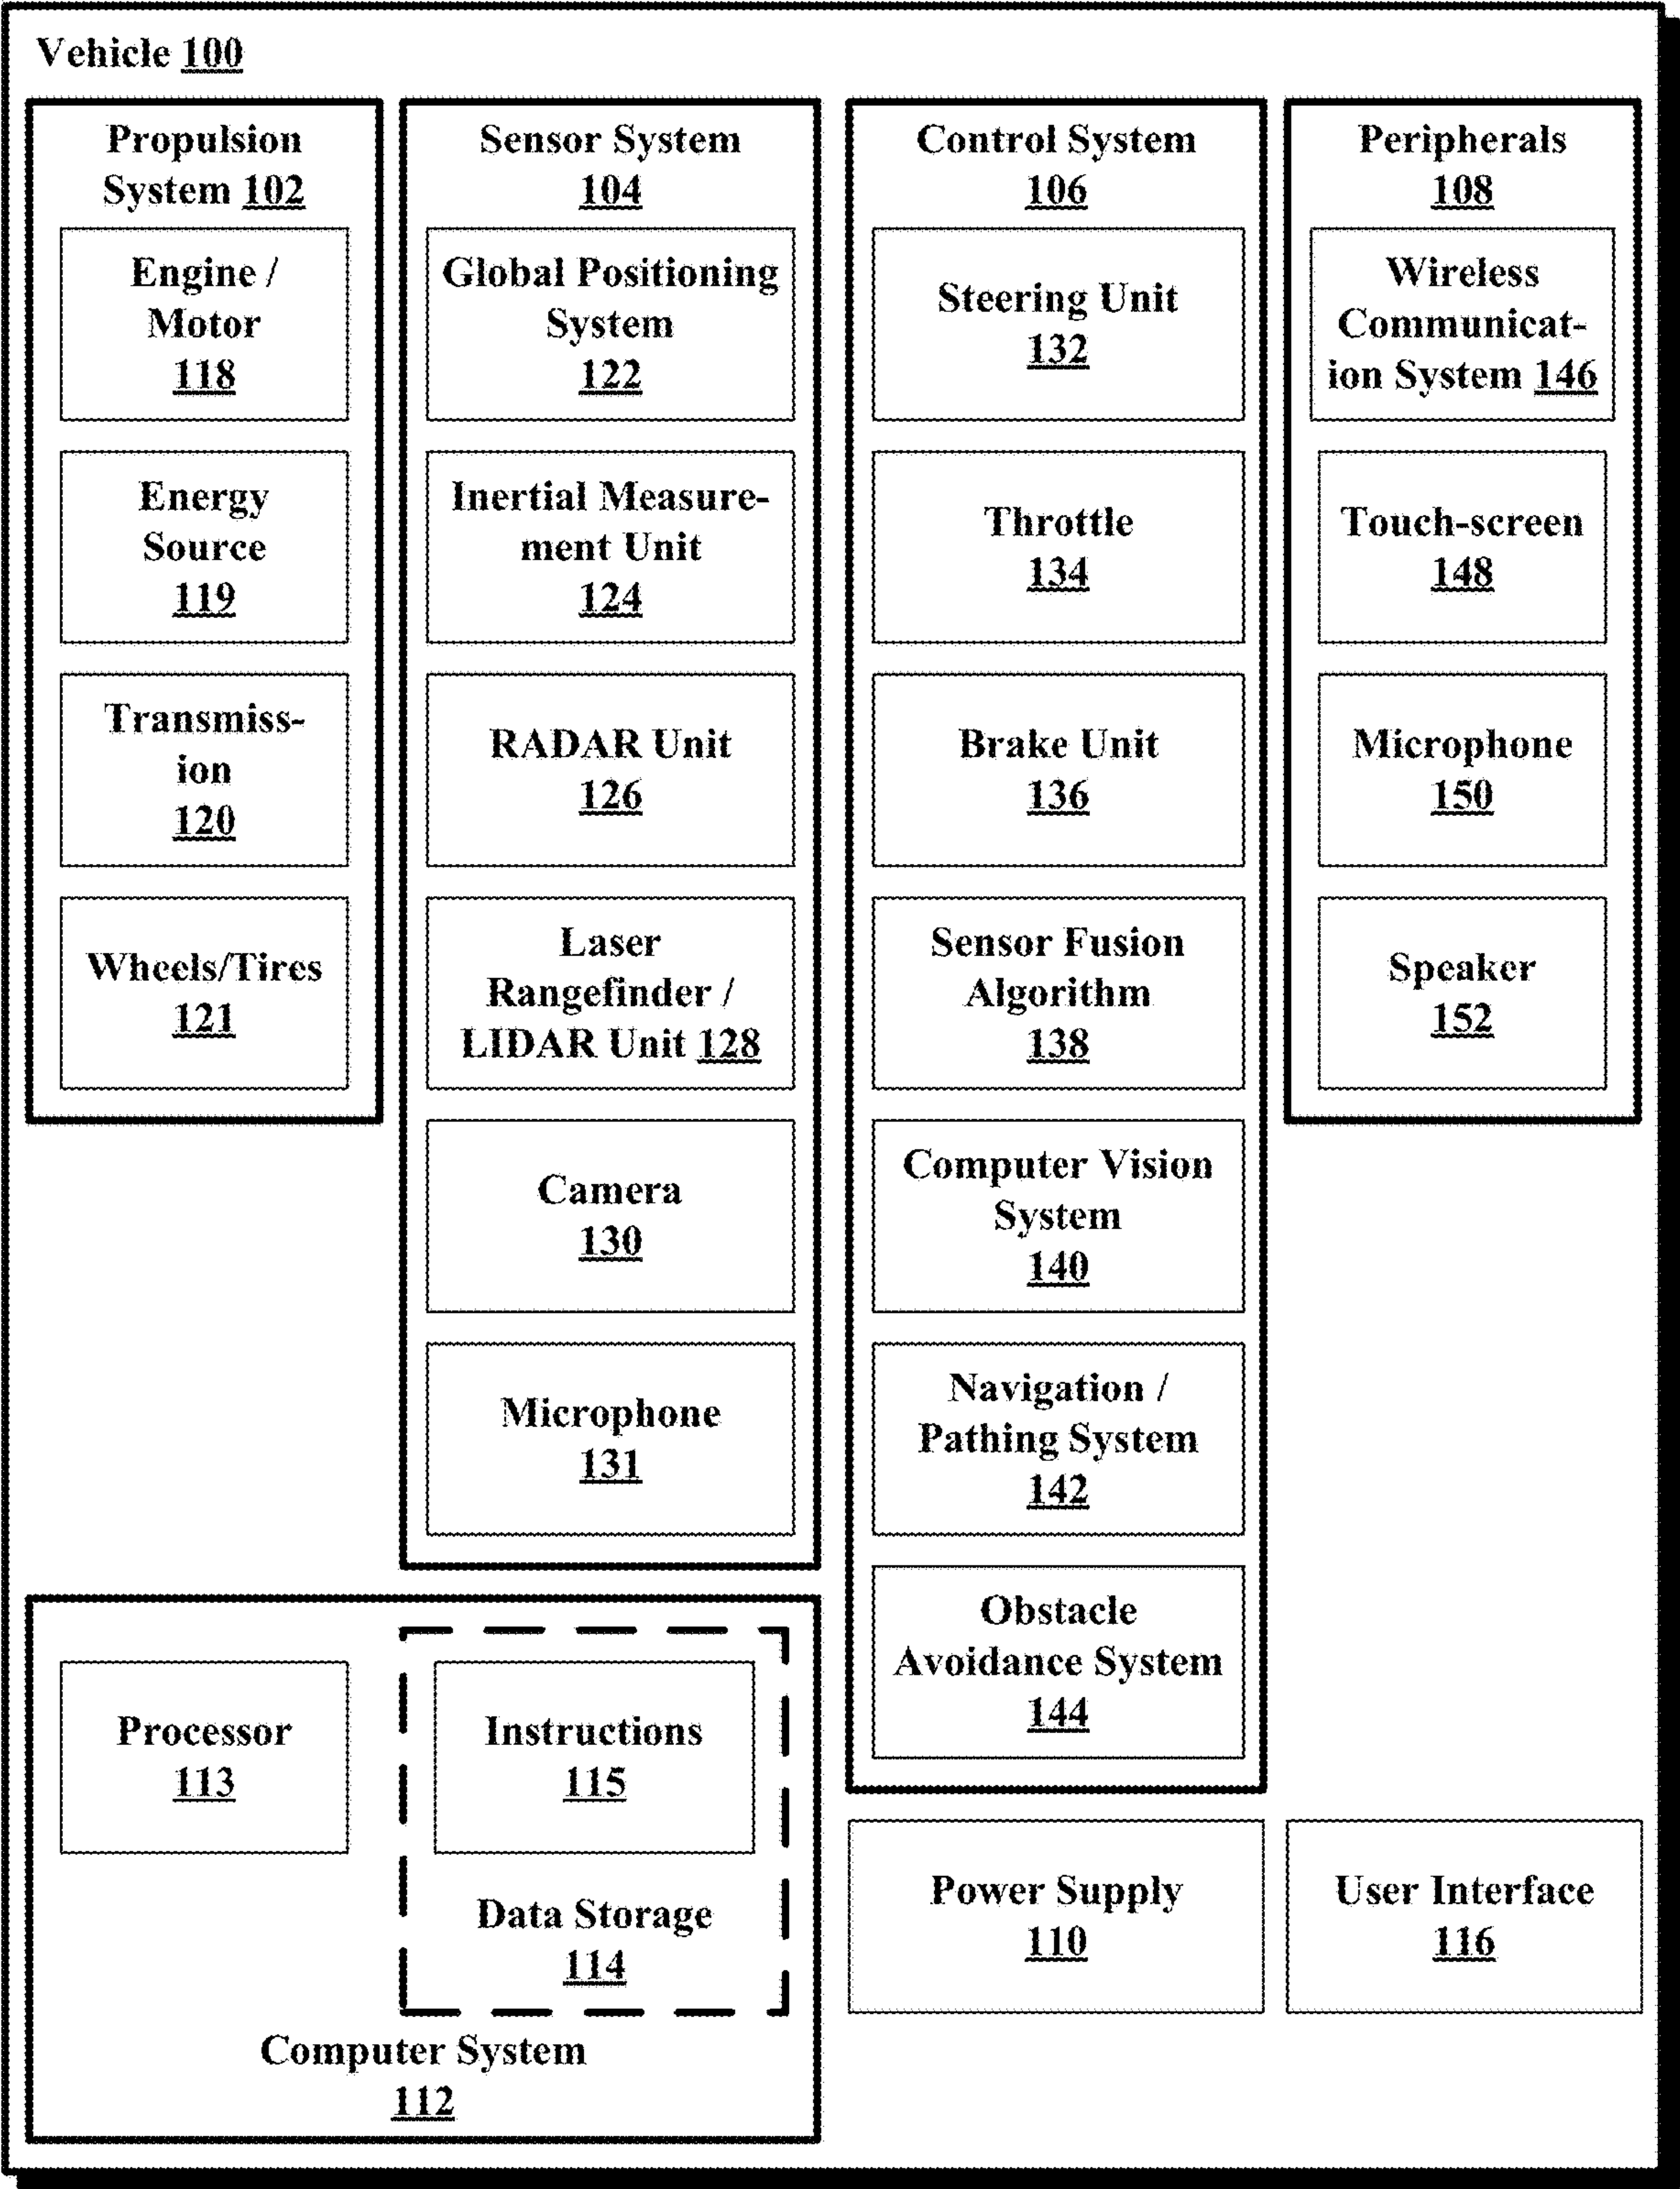 Vehicle 100
Propulsion
System 102
Engine /
Motor
118
Energy
Source
119
Transmiss-
ion
120
Wheels/Tires
121
Sensor System
104
Global Positioning
System
122
Inertial Measure-
ment Unit
124
RADAR Unit
126
Laser
Rangefinder /
LIDAR Unit 128
Camera
130
Microphone
131
Control System
106
Steering Unit
132
Throttle
134
Brake Unit
136
Sensor Fusion
Algorithm
138
Computer Vision
System
140
Navigation /
Pathing System
142
Obstacle
Avoidance System
144
Peripherals
108
Wireless
Communicat-
ion System 146
Touch-screen
148
Microphone
150
Speaker
152
Processor
113
Instructions
115
Data Storage
114
Computer System
112
Power Supply
110
User Interface
116